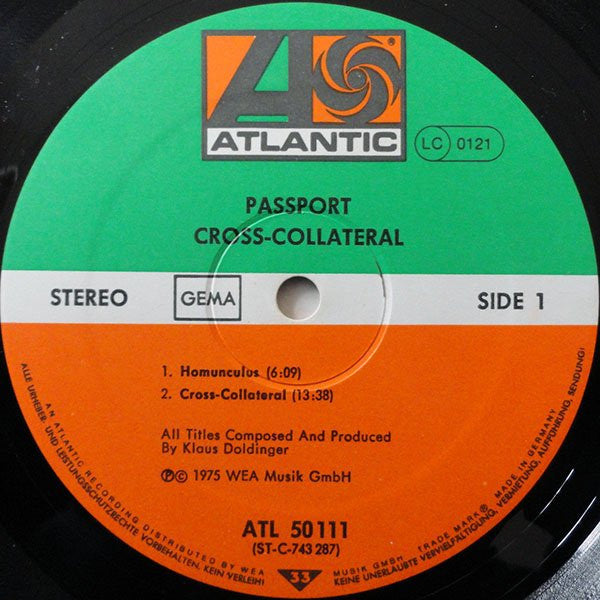 ATLANTIC
®
LC 0121
PASSPORT
CROSS-COLLATERAL
STEREO GEMA SIDE 1
1. Homunculus (6:09)
2. Cross-Collateral (13:38)
All Titles Composed And Produced
By Klaus Doldinger
℗© 1975 WEA Musik GmbH
ATL 50111
(ST-C-743 287)
33
AN ATLANTIC RECORDING DISTRIBUTED BY WEA MUSIK GMBH TRADE MARK® MADE IN GERMANY
ALLE URHEBER- UND LEISTUNGSSCHUTZRECHTE VORBEHALTEN. KEIN VERLEIH! KEINE UNERLAUBTE VERVIELFÄLTIGUNG, VERMIETUNG, AUFFÜHRUNG, SENDUNG!